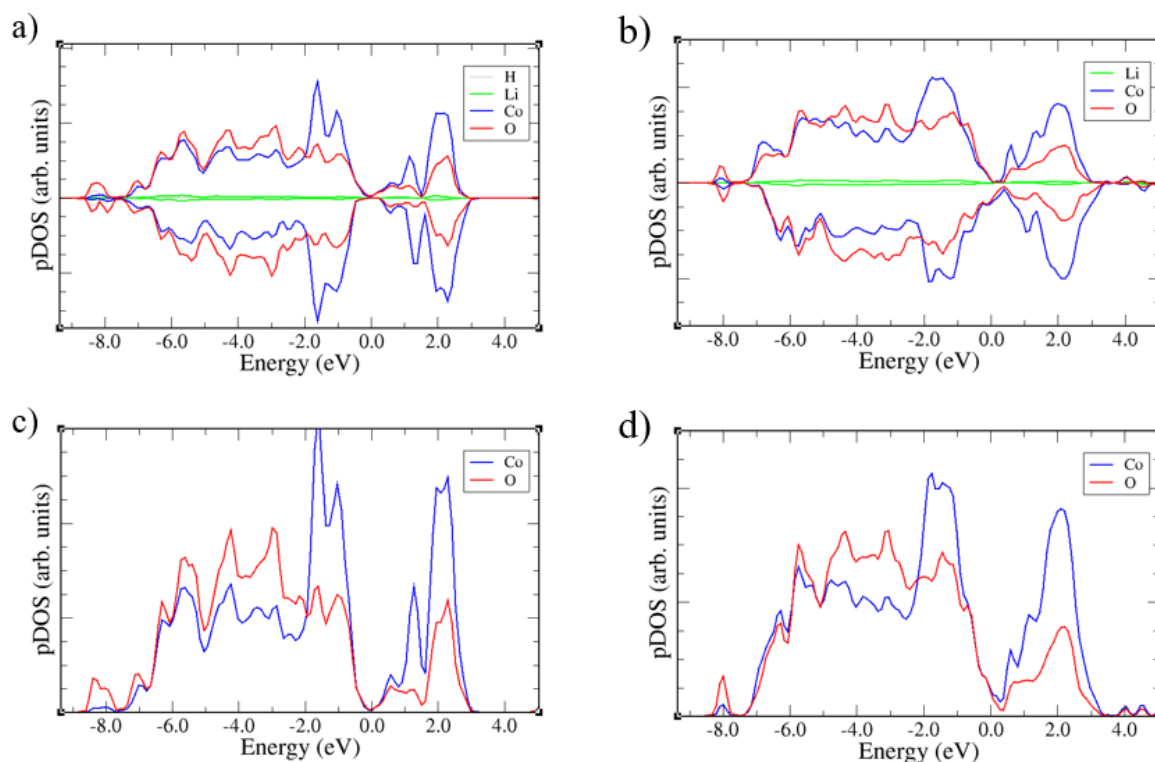 a)
H
Li
Co
O
pDOS (arb. units)
-8.0 -6.0 -4.0 -2.0 0.0 2.0 4.0
Energy (eV)
b)
Li
Co
O
pDOS (arb. units)
-8.0 -6.0 -4.0 -2.0 0.0 2.0 4.0
Energy (eV)
c)
Co
O
pDOS (arb. units)
-8.0 -6.0 -4.0 -2.0 0.0 2.0 4.0
Energy (eV)
d)
Co
O
pDOS (arb. units)
-8.0 -6.0 -4.0 -2.0 0.0 2.0 4.0
Energy (eV)